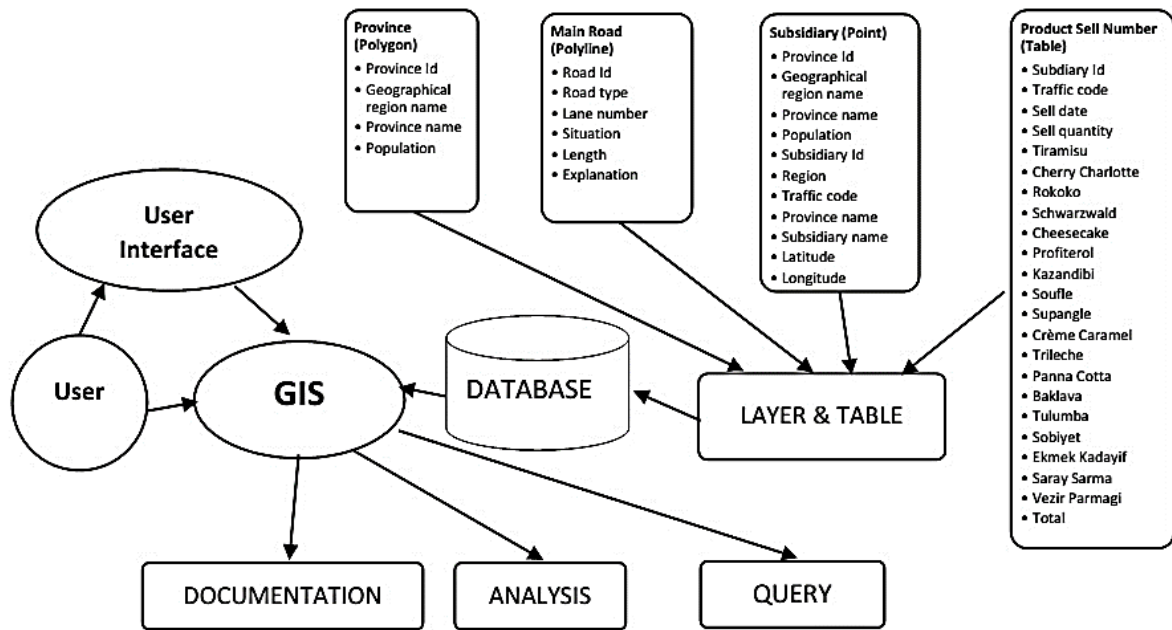 Province
(Polygon)
• Province Id
• Geographical
region name
• Province name
• Population
Main Road
(Polyline)
• Road Id
• Road type
• Lane number
• Situation
• Length
• Explanation
Subsidiary (Point)
• Province Id
• Geographical
region name
• Province name
• Population
• Subsidiary Id
• Region
• Traffic code
• Province name
• Subsidiary name
• Latitude
• Longitude
Product Sell Number
(Table)
• Subdiary Id
• Traffic code
• Sell date
• Sell quantity
• Tiramisu
• Cherry Charlotte
• Rokoko
• Schwarzwald
• Cheesecake
• Profiterol
• Kazandibi
• Soufle
• Supangle
• Crème Caramel
• Trileche
• Panna Cotta
• Baklava
• Tulumba
• Sobiyet
• Ekmek Kadayif
• Saray Sarma
• Vezir Parmagi
• Total
User
Interface
User
GIS
DATABASE
LAYER & TABLE
DOCUMENTATION
ANALYSIS
QUERY